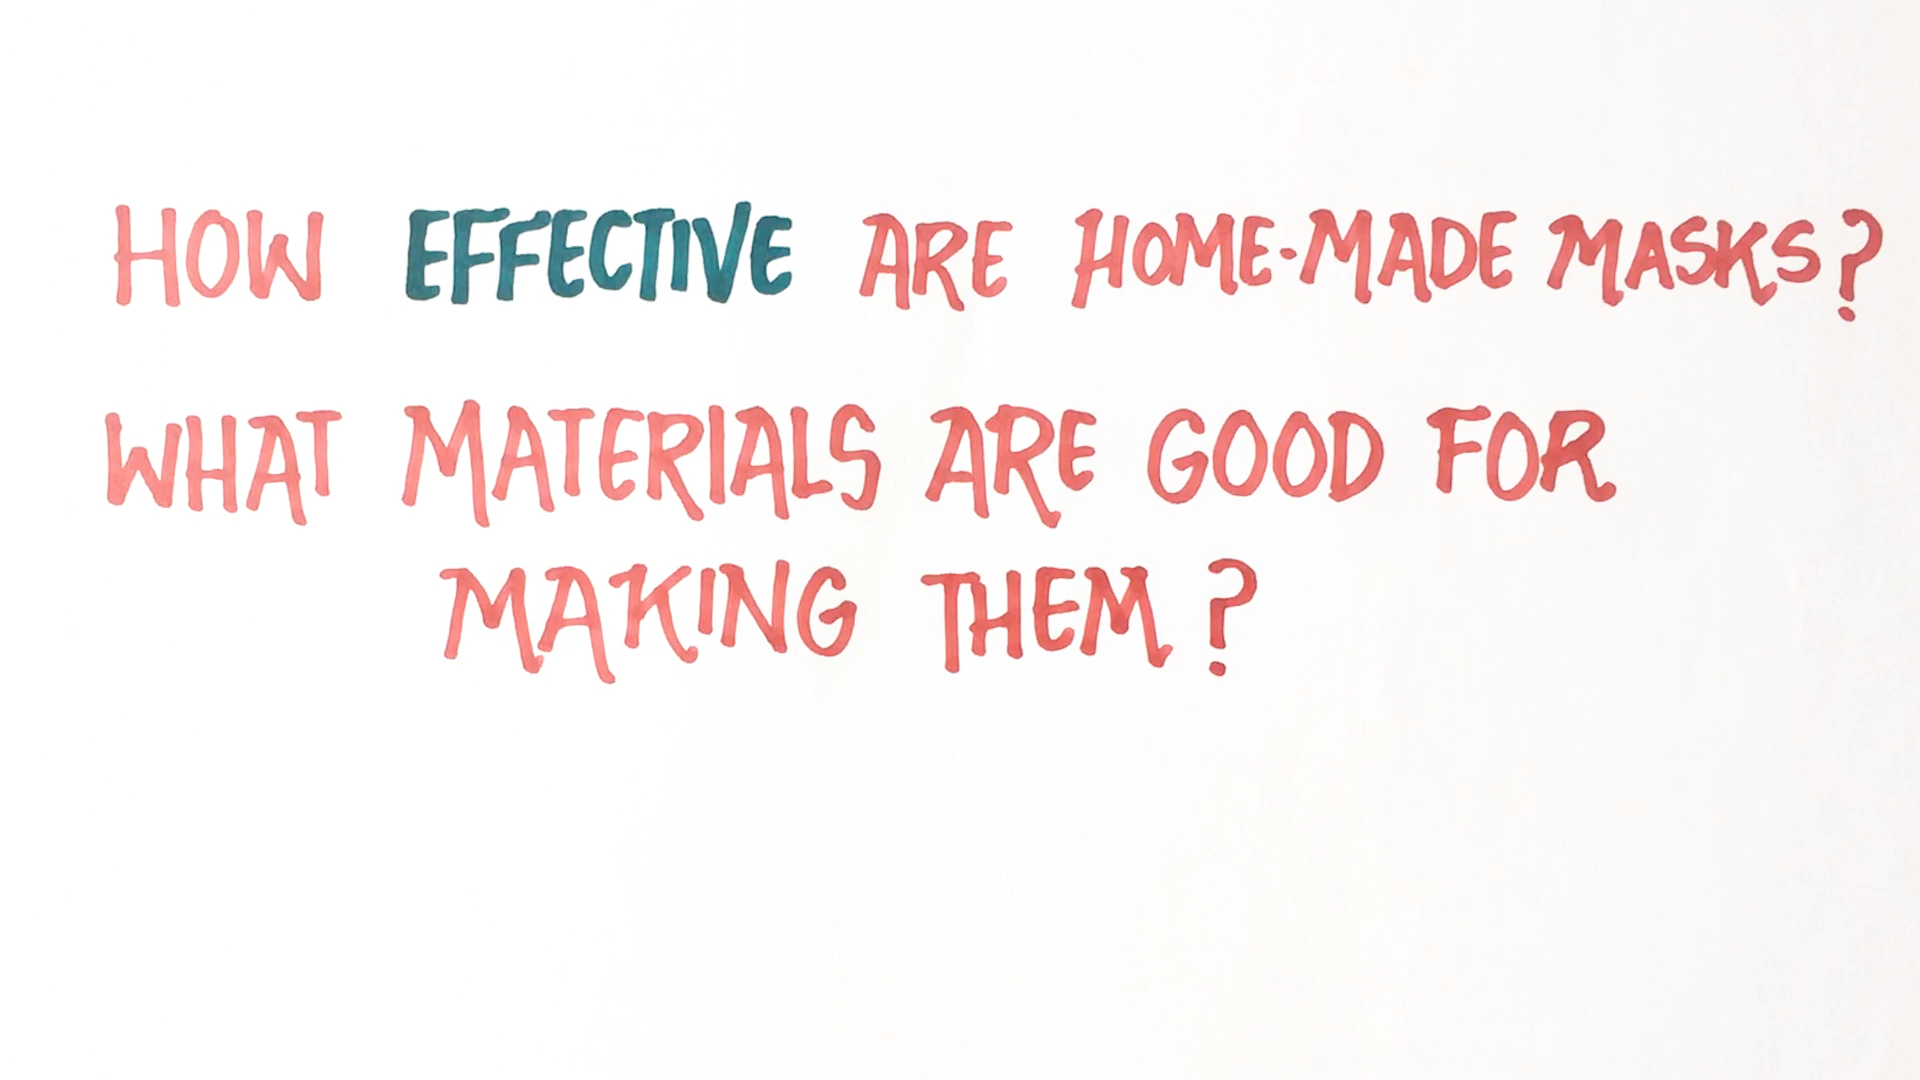 HOW EFFECTIVE ARE HOME-MADE MASKS?
WHAT MATERIALS ARE GOOD FOR
MAKING THEM?